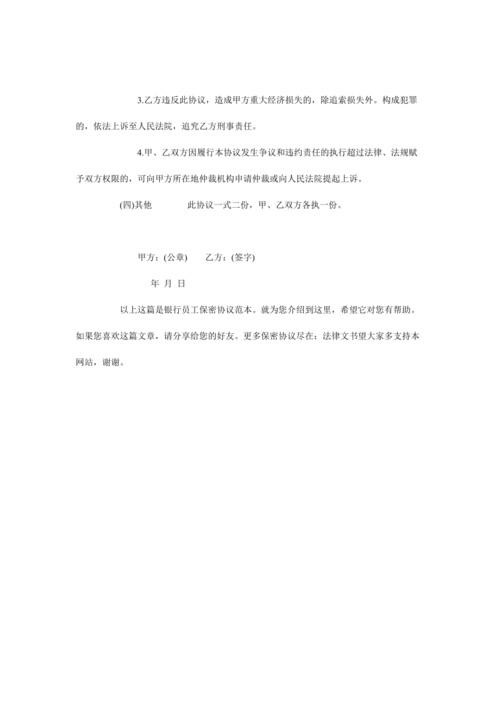 3.乙方违反此协议，造成甲方重大经济损失的，除追索损失外。构成犯罪
的，依法上诉至人民法院，追究乙方刑事责任。
4.甲、乙双方因履行本协议发生争议和违约责任的执行超过法律、法规赋
予双方权限的，可向甲方所在地仲裁机构申请仲裁或向人民法院提起上诉。
(四)其他 此协议一式二份，甲、乙双方各执一份。
甲方：(公章) 乙方：(签字)
年 月 日
以上这篇是银行员工保密协议范本。就为您介绍到这里，希望它对您有帮助。
如果您喜欢这篇文章，请分享给您的好友。更多保密协议尽在：法律文书望大家多支持本
网站，谢谢。